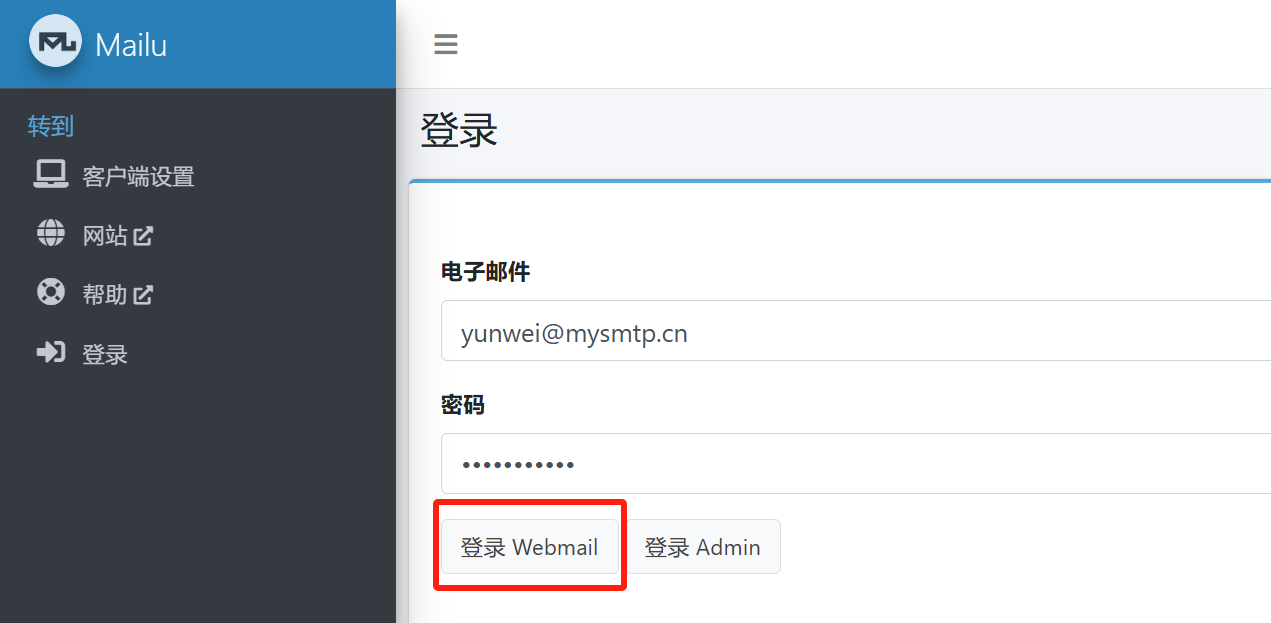 Mailu
转到
客户端设置
网站
帮助
登录
登录
电子邮件
yunwei@mysmtp.cn
密码
•••••••••••
登录 Webmail
登录 Admin